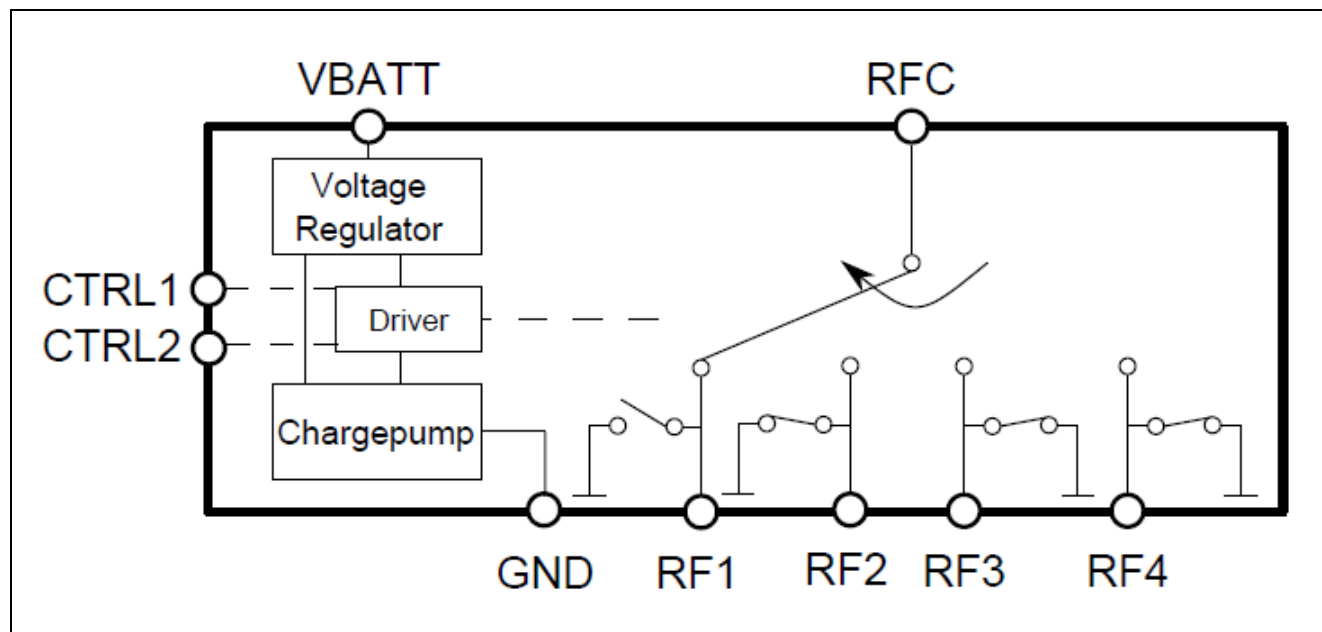 VBATT
RFC
Voltage
Regulator
CTRL1
Driver
CTRL2
Chargepump
GND
RF1
RF2
RF3
RF4